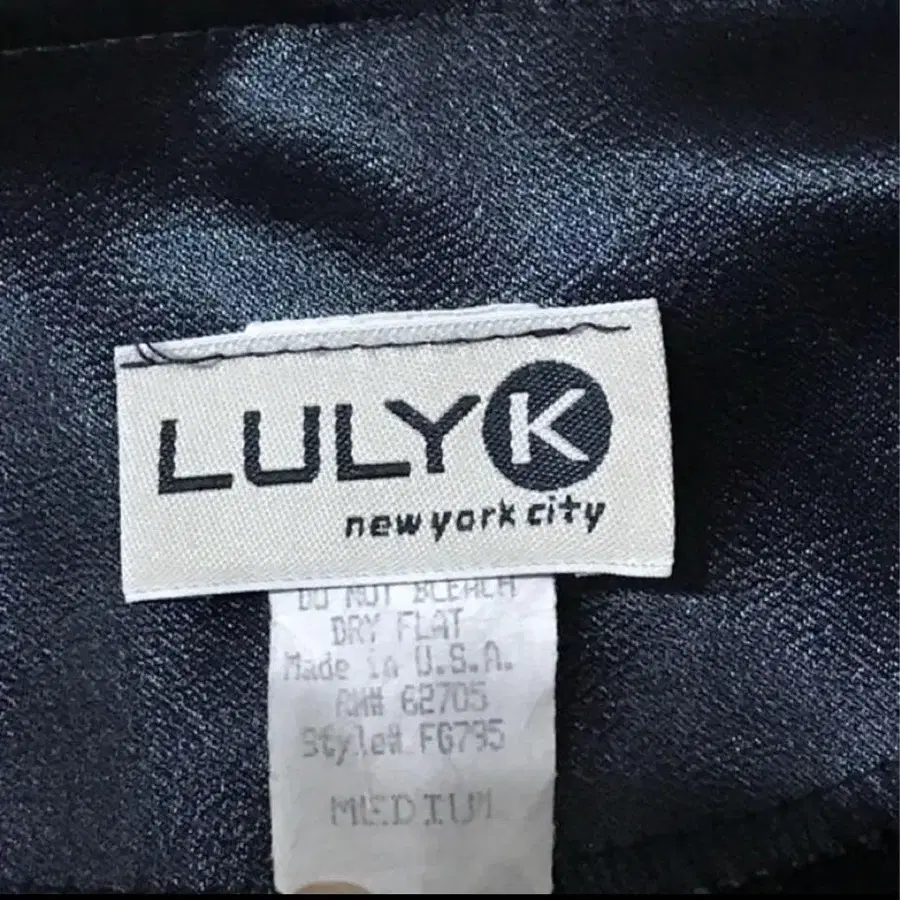 LULYK
new york city
DO NOT BLEACH
DRY FLAT
Made in U.S.A.
RN# 62705
Style# FG795
MEDIUM